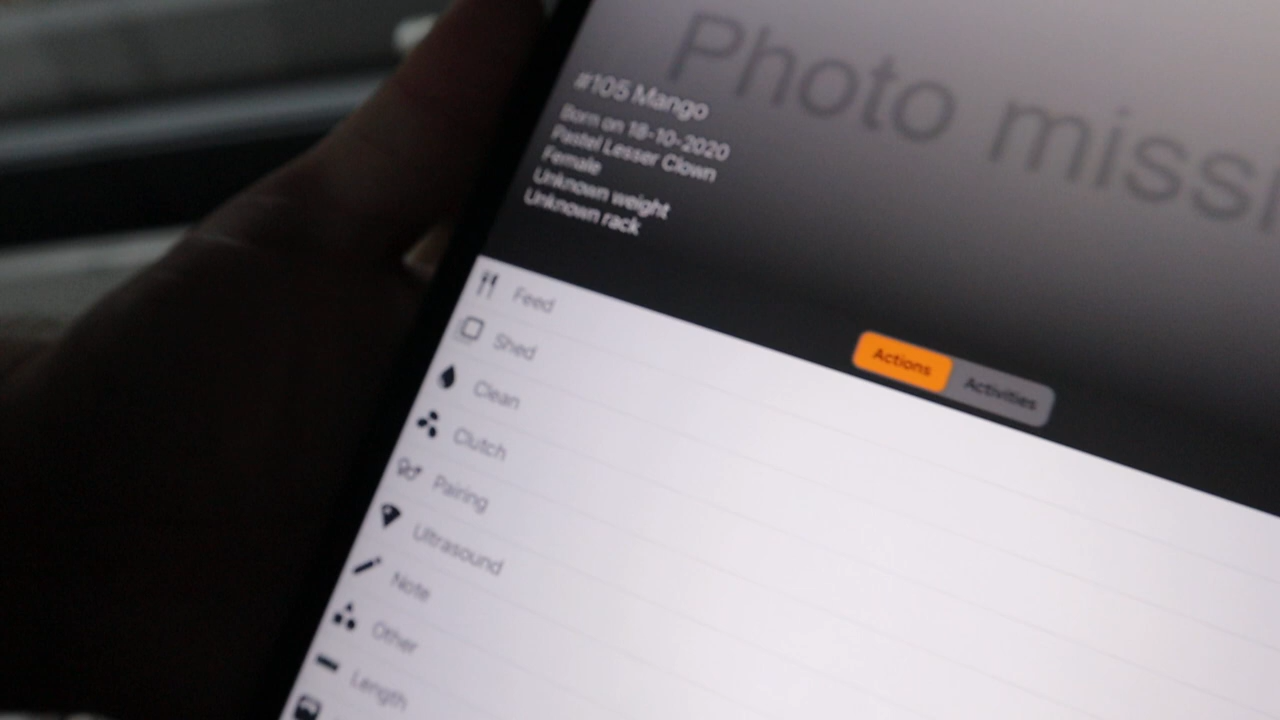 Photo
#105 Mango
Born on 18-10-2020
Pastel Lesser Clown
Female
Unknown weight
Unknown rack
Actions
Activities
Feed
Shed
Clean
Clutch
Pairing
Ultrasound
Note
Other
Length